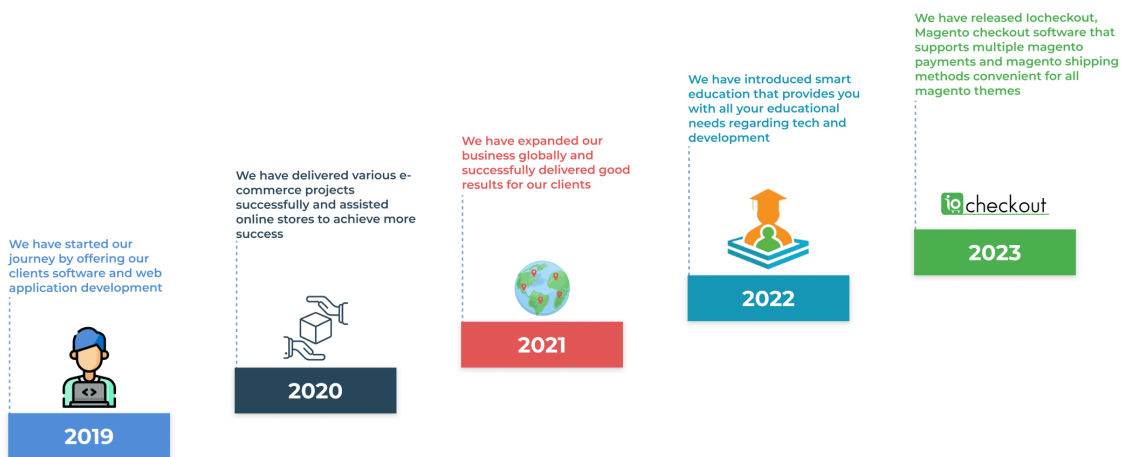 We have started our
journey by offering our
clients software and web
application development
2019
We have delivered various e-
commerce projects
successfully and assisted
online stores to achieve more
success
2020
We have expanded our
business globally and
successfully delivered good
results for our clients
2021
We have introduced smart
education that provides you
with all your educational
needs regarding tech and
development
2022
We have released Iocheckout,
Magento checkout software that
supports multiple magento
payments and magento shipping
methods convenient for all
magento themes
io checkout
2023